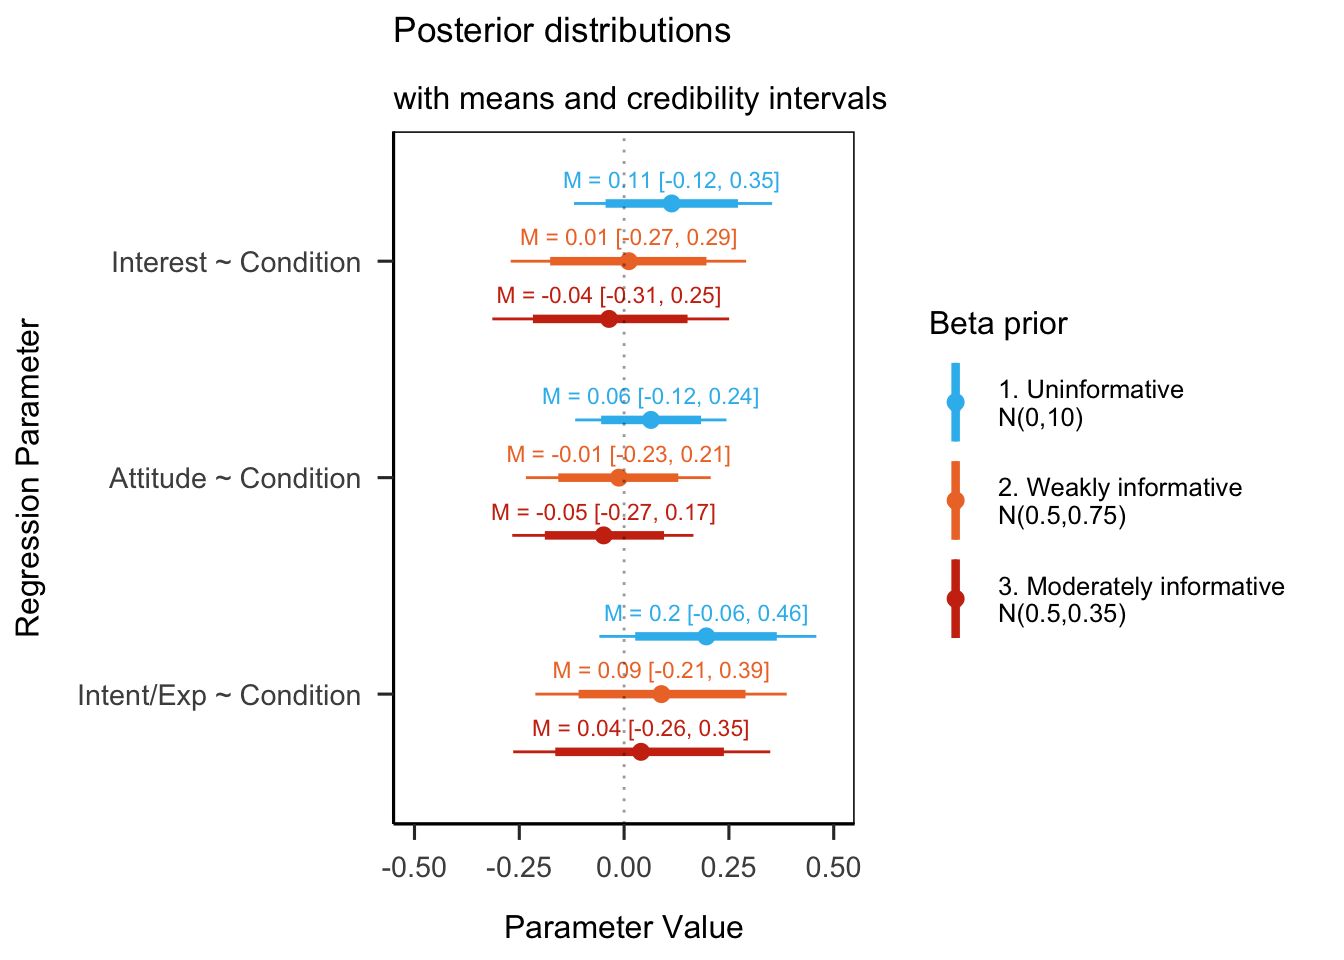 Posterior distributions
with means and credibility intervals
Regression Parameter
Interest ~ Condition
M = 0.11 [-0.12, 0.35]
M = 0.01 [-0.27, 0.29]
M = -0.04 [-0.31, 0.25]
Attitude ~ Condition
M = 0.06 [-0.12, 0.24]
M = -0.01 [-0.23, 0.21]
M = -0.05 [-0.27, 0.17]
Intent/Exp ~ Condition
M = 0.2 [-0.06, 0.46]
M = 0.09 [-0.21, 0.39]
M = 0.04 [-0.26, 0.35]
-0.50 -0.25 0.00 0.25 0.50
Parameter Value
Beta prior
1. Uninformative
N(0,10)
2. Weakly informative
N(0.5,0.75)
3. Moderately informative
N(0.5,0.35)